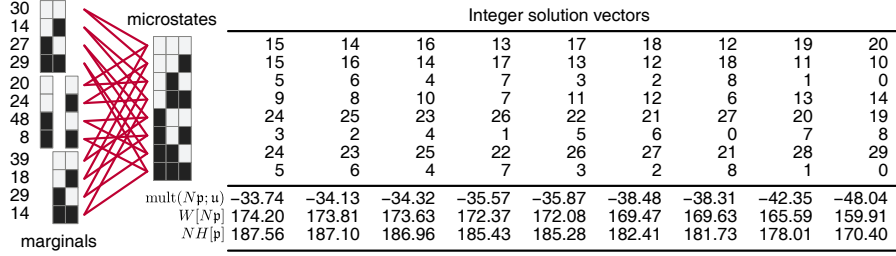 Integer solution vectors
microstates
30
14
27
29
20
24
48
8
39
18
29
14
marginals
15 14 16 13 17 18 12 19 20
15 16 14 17 13 12 18 11 10
5 6 4 7 3 2 8 1 0
9 8 10 7 11 12 6 13 14
24 25 23 26 22 21 27 20 19
3 2 4 1 5 6 0 7 8
24 23 25 22 26 27 21 28 29
5 6 4 7 3 2 8 1 0
mult(N𝔭; 𝔲) −33.74 −34.13 −34.32 −35.57 −35.87 −38.48 −38.31 −42.35 −48.04
W[N𝔭] 174.20 173.81 173.63 172.37 172.08 169.47 169.63 165.59 159.91
NH[𝔭] 187.56 187.10 186.96 185.43 185.28 182.41 181.73 178.01 170.40